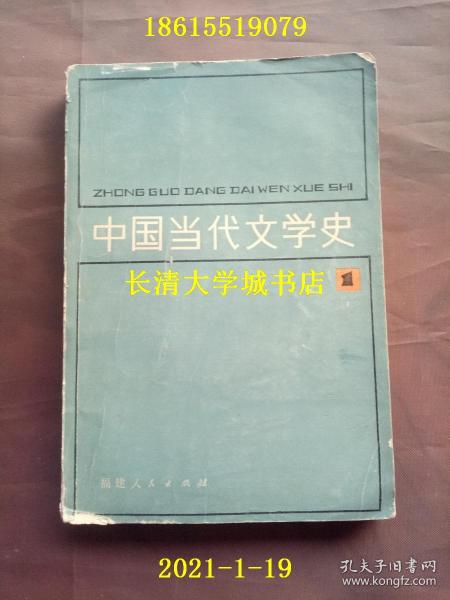 18615519079
ZHONG GUO DANG DAI WEN XUE SHI
中国当代文学史
长清大学城书店
1
福建人民出版社
2021-1-19
孔夫子旧书网
www.kongfz.com